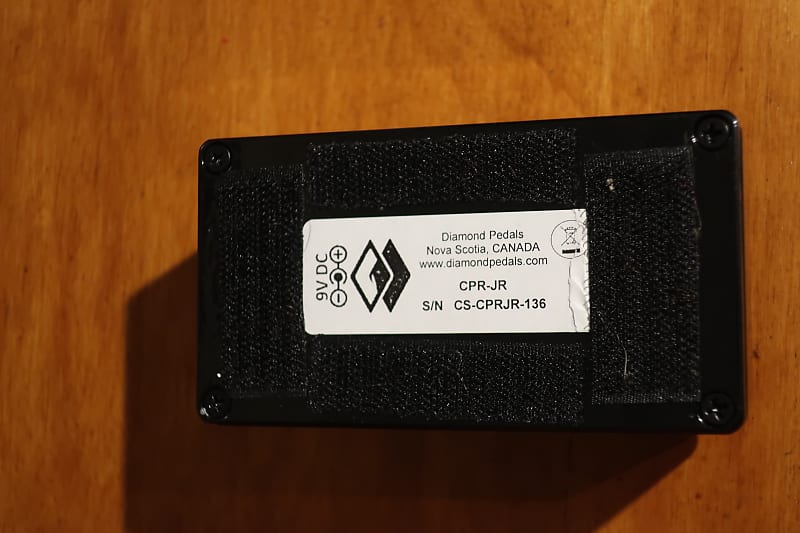 Diamond Pedals
Nova Scotia, CANADA
www.diamondpedals.com
CPR-JR
S/N CS-CPRJR-136
9V DC